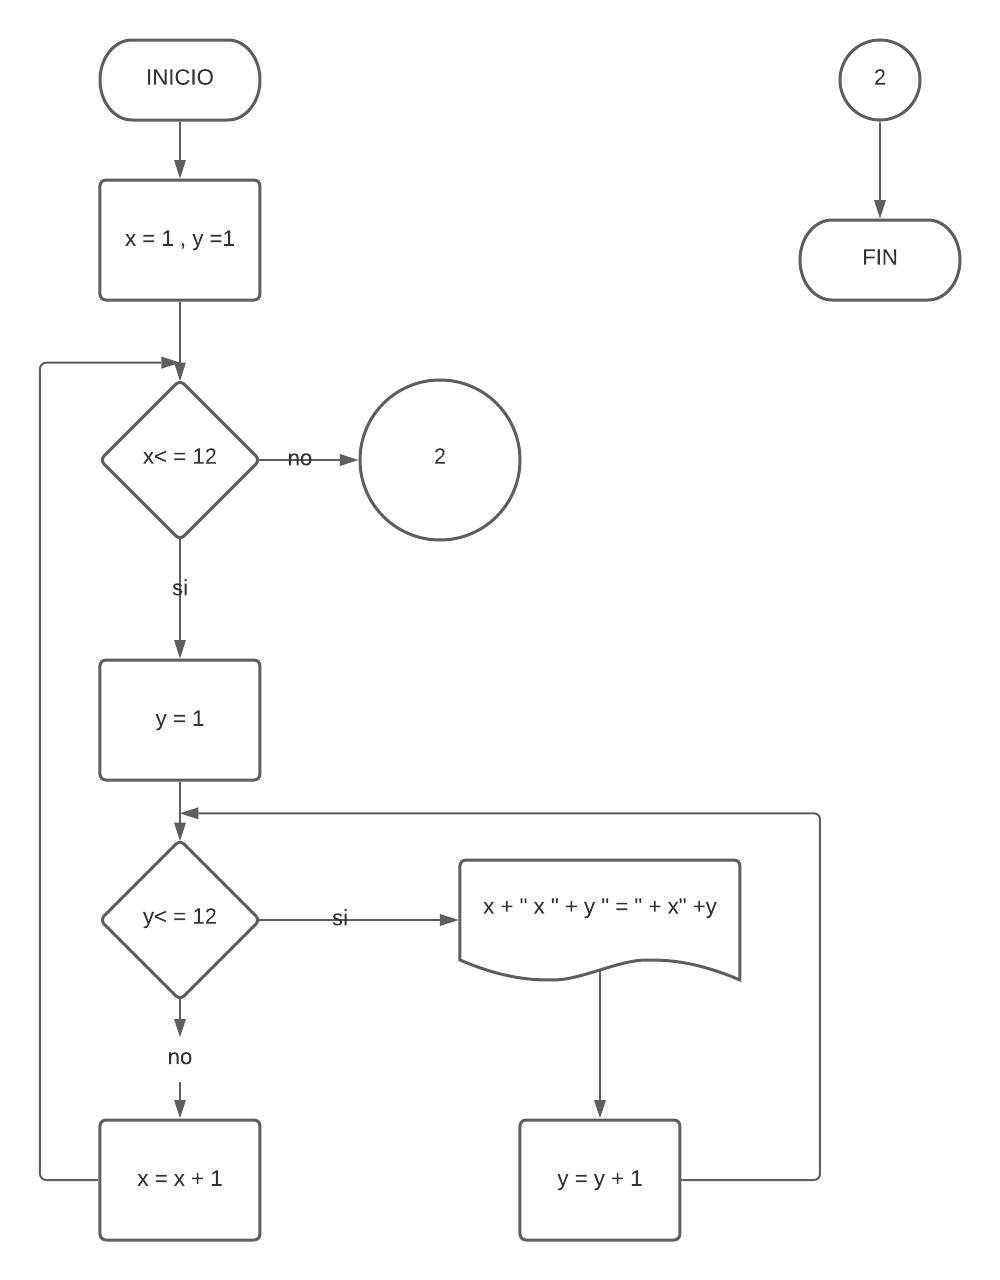 INICIO
2
x = 1 , y =1
FIN
x< = 12
no
2
si
y = 1
y< = 12
si
x + " x " + y " = " + x" +y
no
x = x + 1
y = y + 1